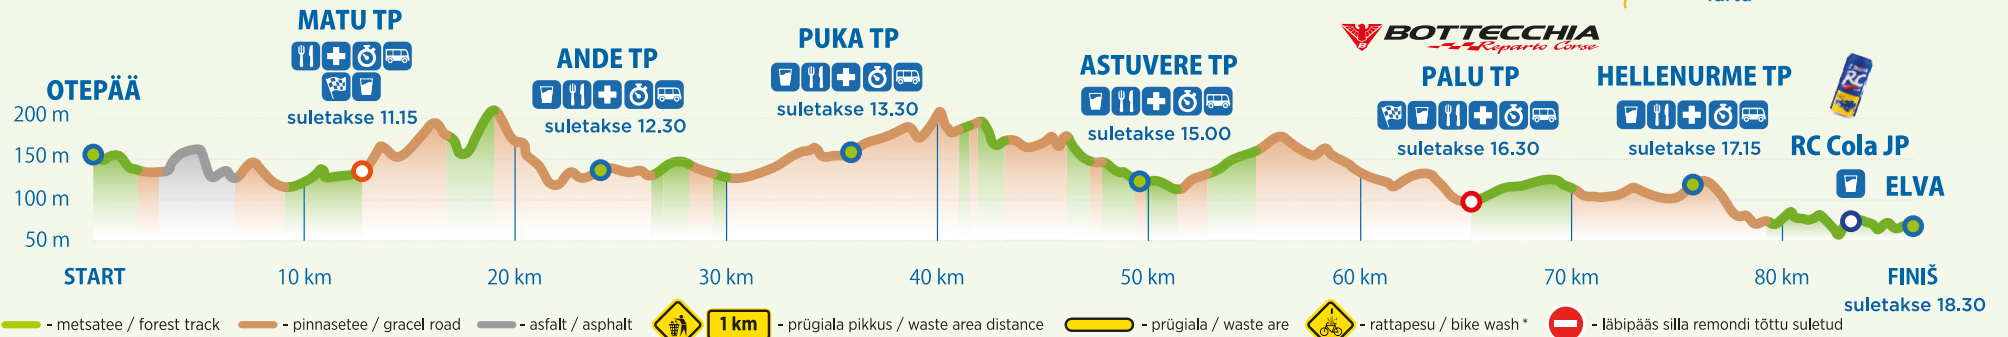 Tartu
MATU TP
suletakse 11.15
ANDE TP
suletakse 12.30
PUKA TP
suletakse 13.30
BOTTECCHIA
Reparto Corse
ASTUVERE TP
suletakse 15.00
PALU TP
suletakse 16.30
HELLENURME TP
suletakse 17.15
RC
RC Cola JP
OTEPÄÄ
ELVA
200 m
150 m
100 m
50 m
START
10 km
20 km
30 km
40 km
50 km
60 km
70 km
80 km
FINIŠ
suletakse 18.30
- metsatee / forest track
- pinnasetee / gracel road
- asfalt / asphalt
1 km
- prügiala pikkus / waste area distance
- prügiala / waste are
- rattapesu / bike wash *
- läbipääs silla remondi tõttu suletud